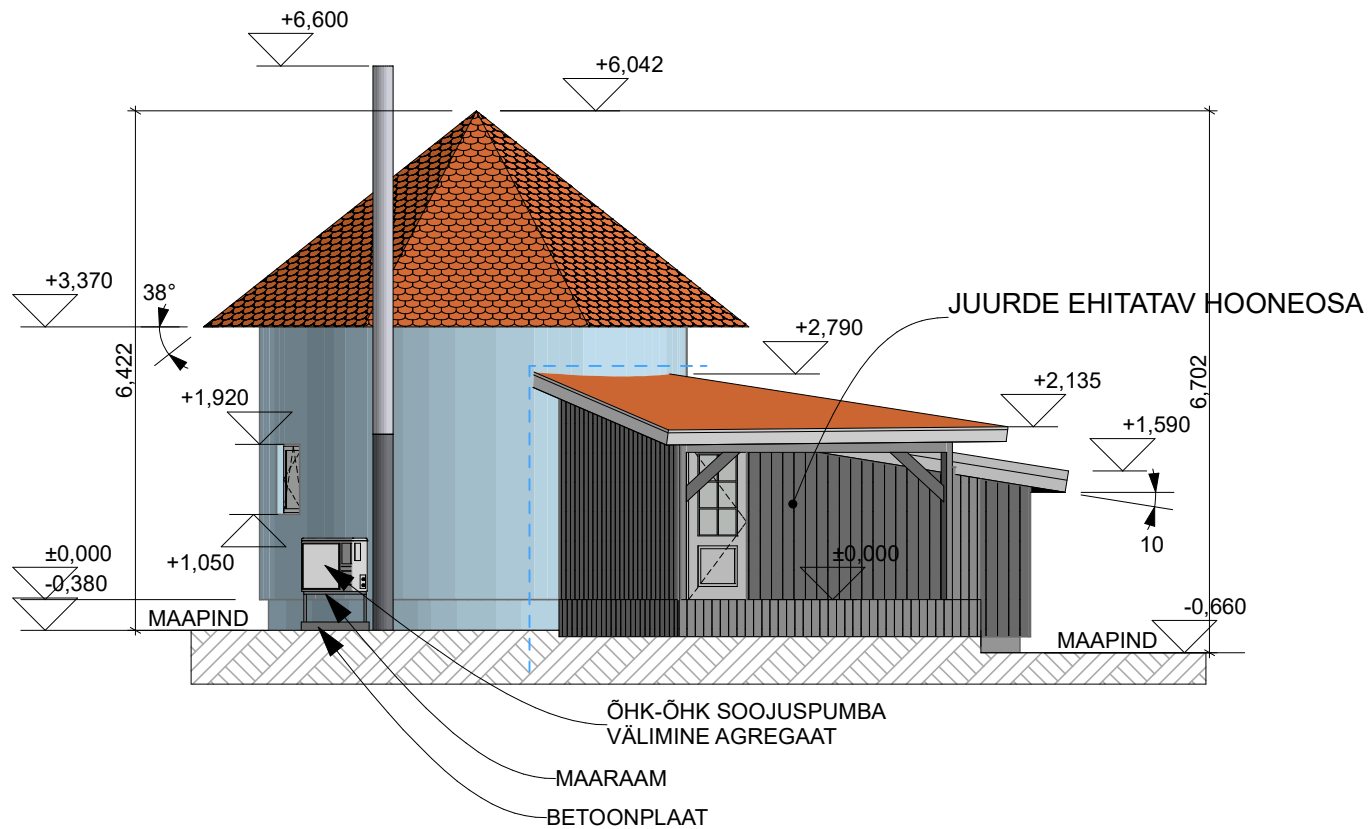 +6,600
+6,042
+3,370
38°
JUURDE EHITATAV HOONEOSA
+2,790
6,422
6,702
+2,135
+1,920
+1,590
10
+1,050
±0,000
±0,000
-0,380
MAAPIND
-0,660
MAAPIND
ÕHK-ÕHK SOOJUSPUMBA
VÄLIMINE AGREGAAT
MAARAAM
BETOONPLAAT